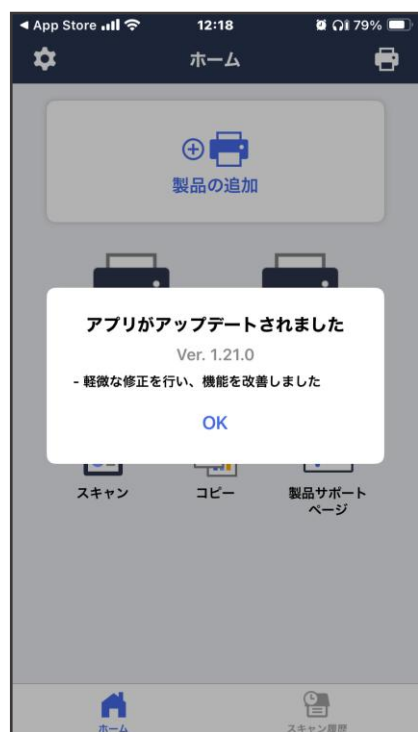 ◀ App Store
12:18
79%
ホーム
製品の追加
アプリがアップデートされました
Ver. 1.21.0
- 軽微な修正を行い、機能を改善しました
OK
スキャン
コピー
製品サポート
ページ
ホーム
スキャン履歴